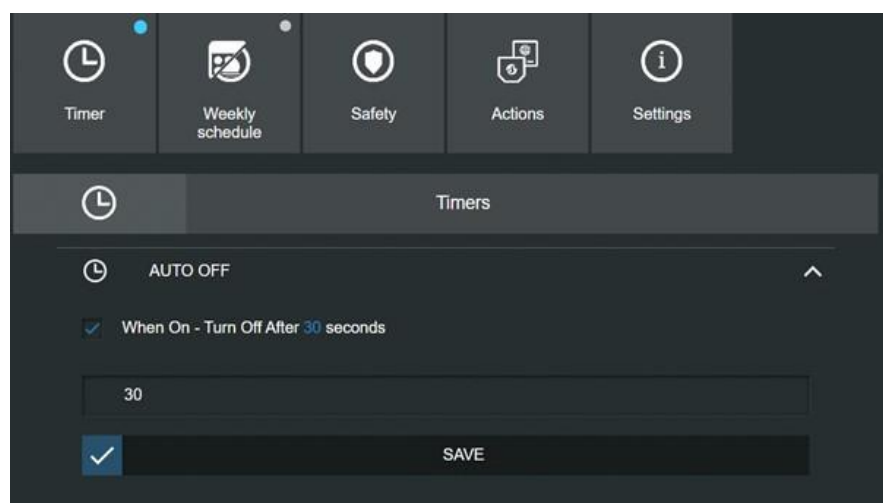 Timer
Weekly
schedule
Safety
Actions
Settings
Timers
AUTO OFF
When On - Turn Off After 30 seconds
30
SAVE